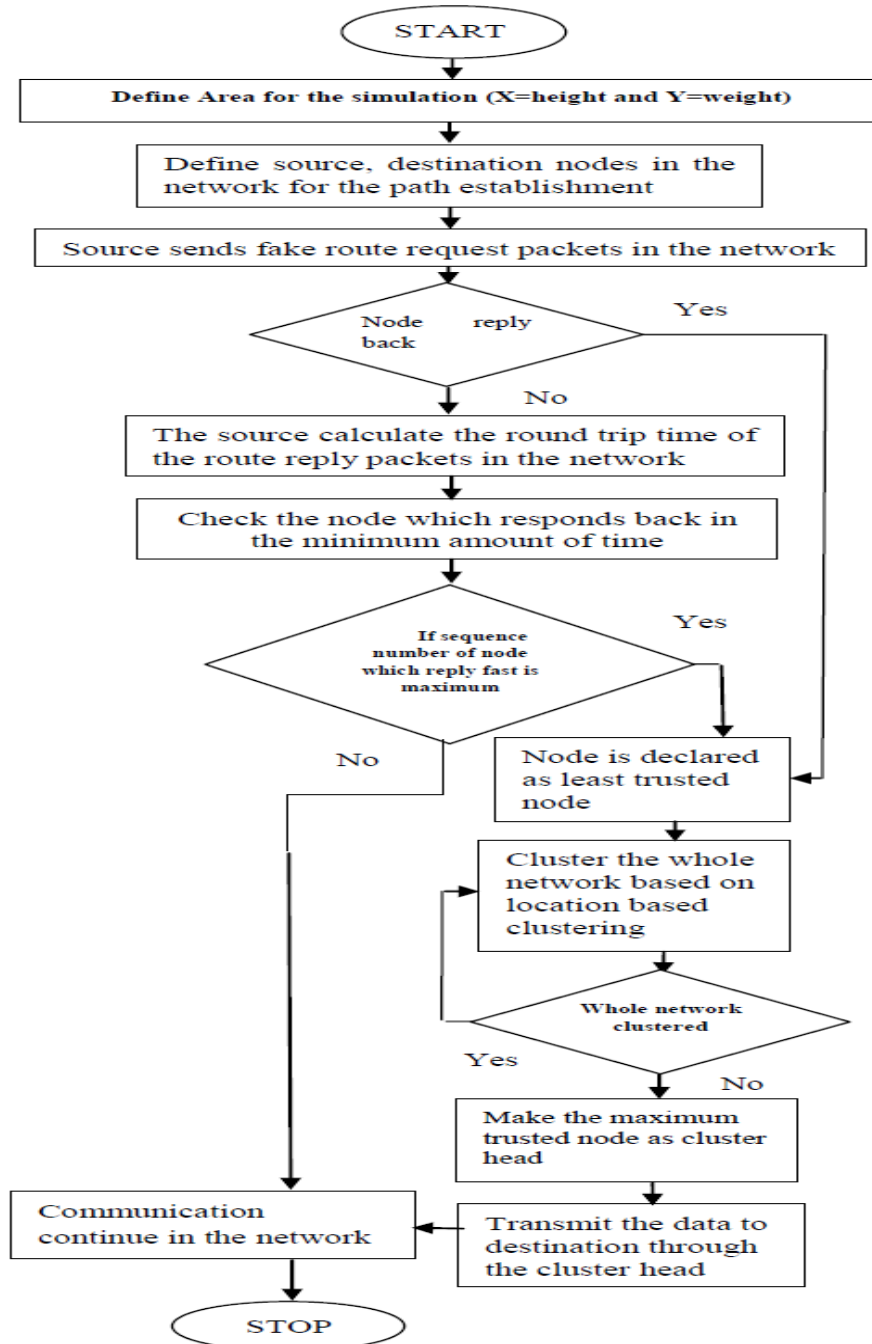 START
Define Area for the simulation (X=height and Y=weight)
Define source, destination nodes in the
network for the path establishment
Source sends fake route request packets in the network
Node reply
back
Yes
No
The source calculate the round trip time of
the route reply packets in the network
Check the node which responds back in
the minimum amount of time
If sequence
number of node
which reply fast is
maximum
Yes
No
Node is declared
as least trusted
node
Cluster the whole
network based on
location based
clustering
Whole network
clustered
Yes
No
Make the maximum
trusted node as cluster
head
Communication
continue in the network
Transmit the data to
destination through
the cluster head
STOP